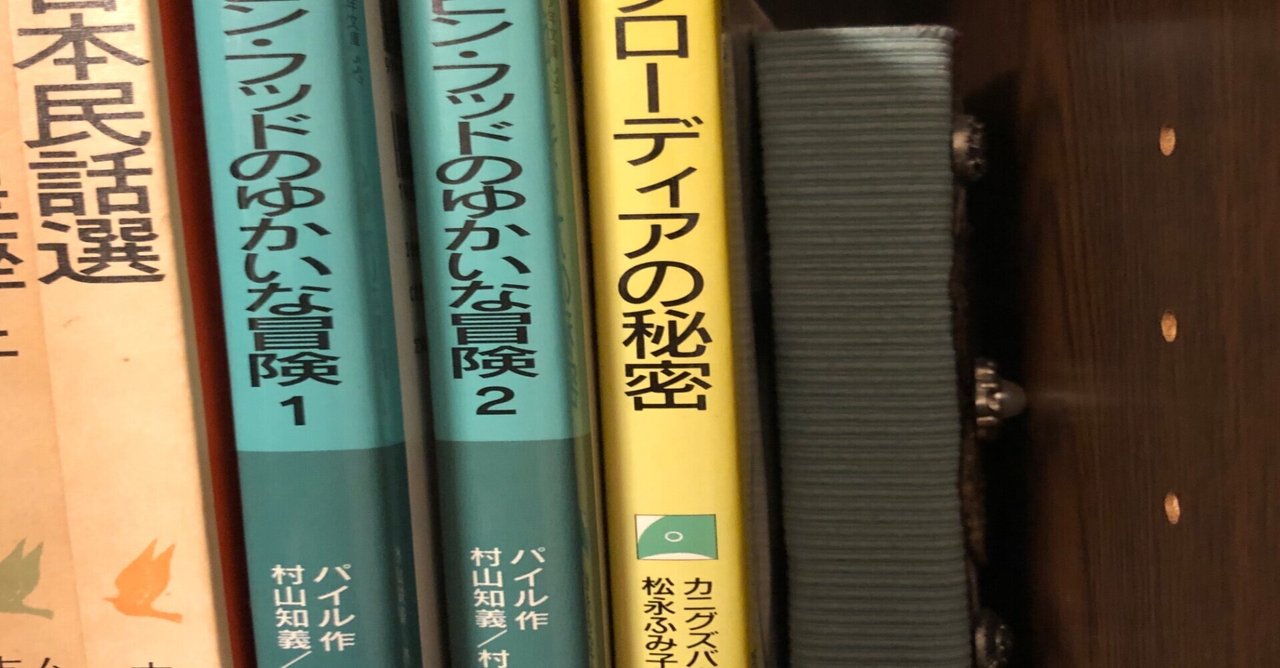 日本民話選
ビン・フッドのゆかいな冒険 1
パイル作
村山知義／
ビン・フッドのゆかいな冒険 2
パイル作
村山知義／村
クローディアの秘密
カニグズバ
松永ふみ子